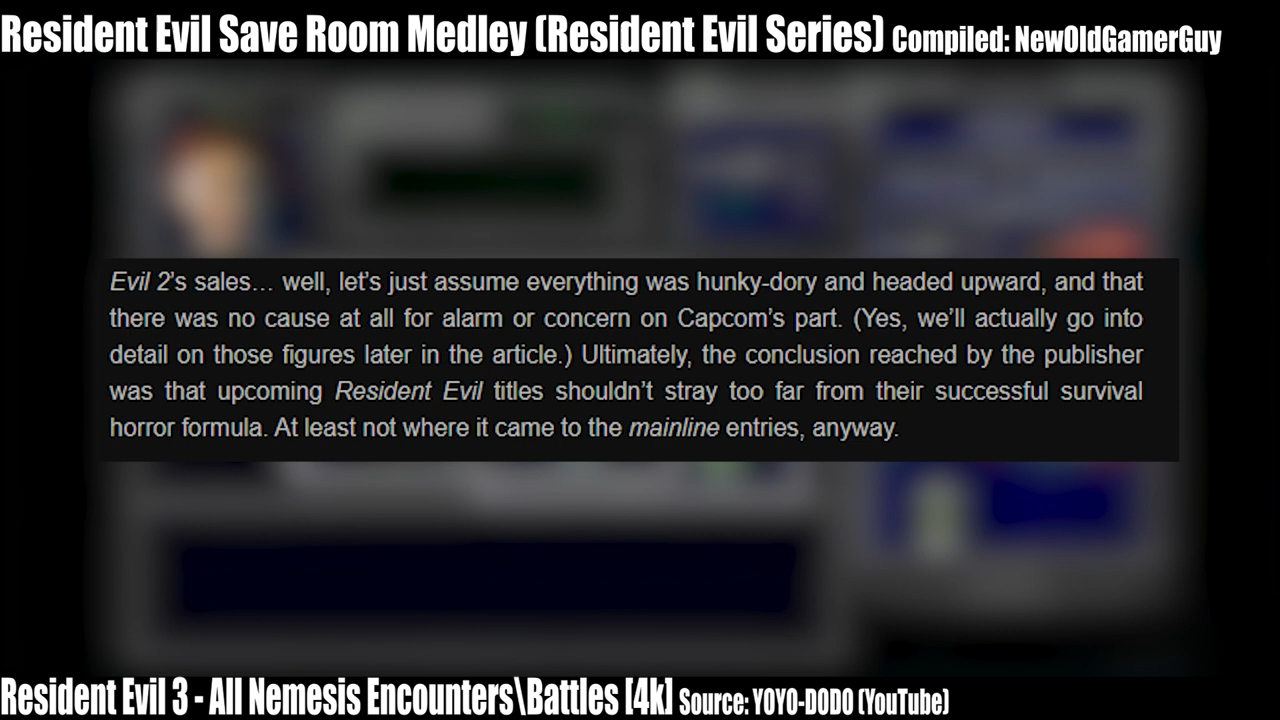 Resident Evil Save Room Medley (Resident Evil Series) Compiled: NewOldGamerGuy
Evil 2's sales… well, let's just assume everything was hunky-dory and headed upward, and that
there was no cause at all for alarm or concern on Capcom's part. (Yes, we'll actually go into
detail on those figures later in the article.) Ultimately, the conclusion reached by the publisher
was that upcoming Resident Evil titles shouldn't stray too far from their successful survival
horror formula. At least not where it came to the mainline entries, anyway.
Resident Evil 3 - All Nemesis Encounters\Battles [4k] Source: YOYO-DODO (YouTube)